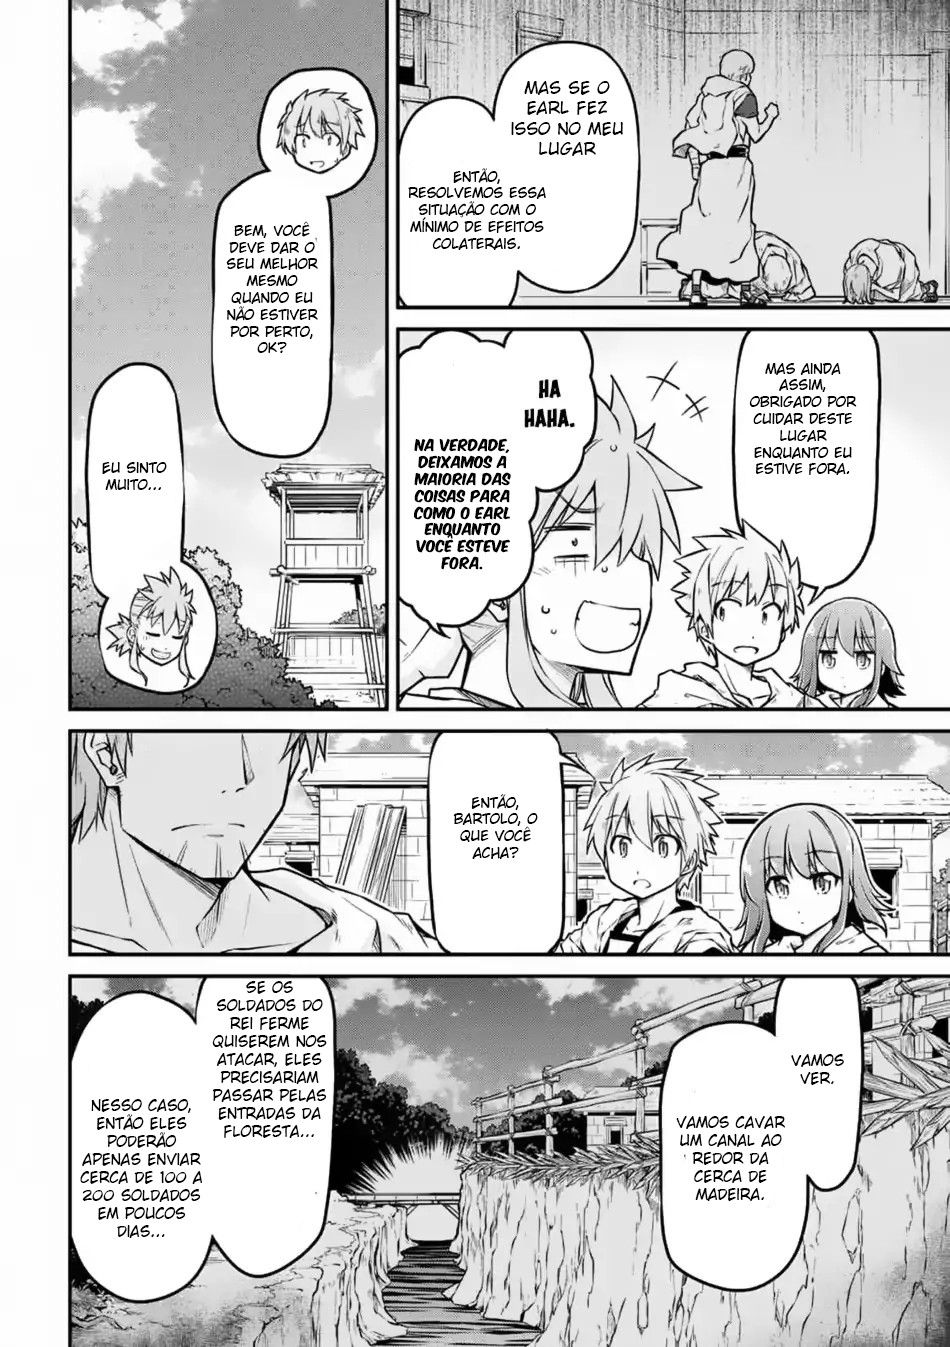 MAS SE O
EARL FEZ
ISSO NO MEU
LUGAR
ENTÃO,
RESOLVEMOS ESSA
SITUAÇÃO COM O
MÍNIMO DE EFEITOS
COLATERAIS.
MAS AINDA
ASSIM,
OBRIGADO POR
CUIDAR DESTE
LUGAR
ENQUANTO EU
ESTIVE FORA.
HA
HAHA.
NA VERDADE,
DEIXAMOS A
MAIORIA DAS
COISAS PARA
COMO O EARL
ENQUANTO
VOCÊ ESTEVE
FORA.
BEM, VOCÊ
DEVE DAR O
SEU MELHOR
MESMO
QUANDO EU
NÃO ESTIVER
POR PERTO,
OK?
EU SINTO
MUITO...
ENTÃO,
BARTOLO, O
QUE VOCÊ
ACHA?
VAMOS
VER.
VAMOS CAVAR
UM CANAL AO
REDOR DA
CERCA DE
MADEIRA.
SE OS
SOLDADOS DO
REI FERME
QUISEREM NOS
ATACAR, ELES
PRECISARIAM
PASSAR PELAS
ENTRADAS DA
FLORESTA...
NESSO CASO,
ENTÃO ELES
PODERÃO
APENAS ENVIAR
CERCA DE 100 A
200 SOLDADOS
EM POUCOS
DIAS...